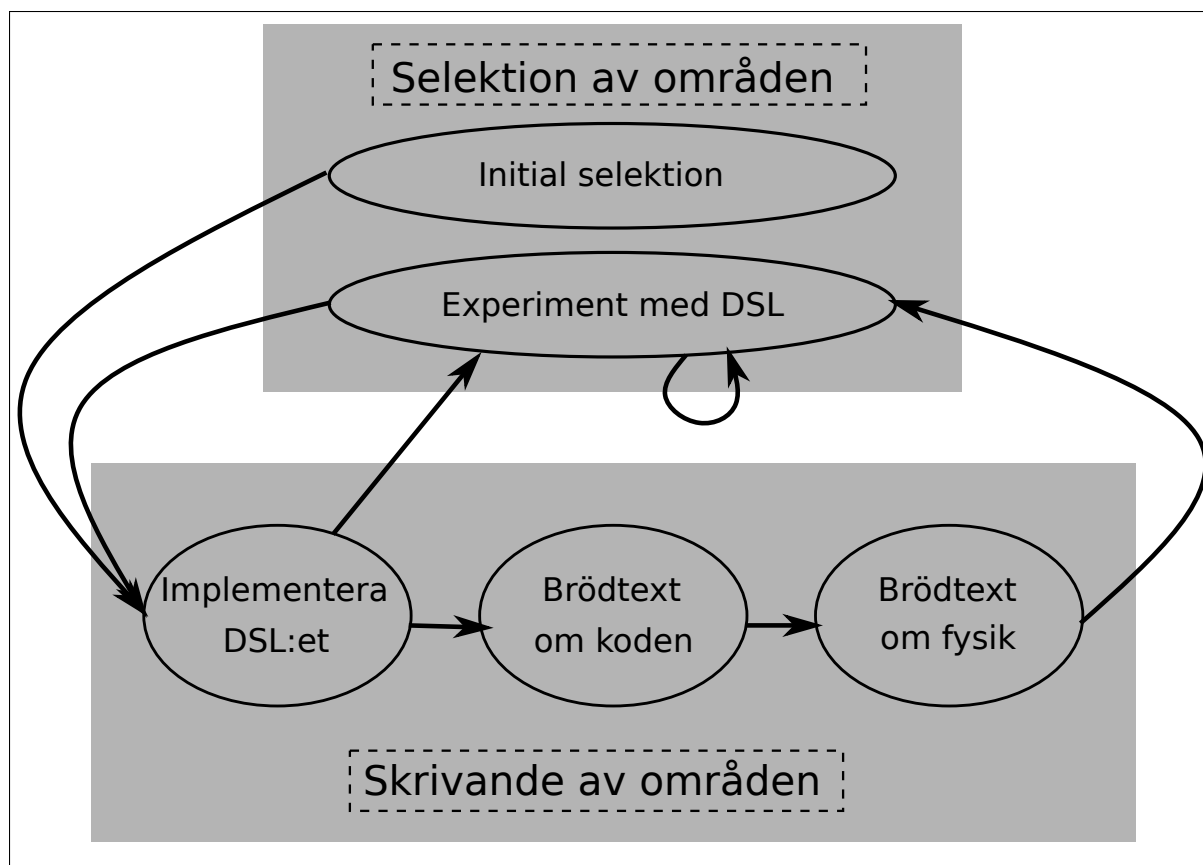 Selektion av områden
Initial selektion
Experiment med DSL
Implementera
DSL:et
Brödtext
om koden
Brödtext
om fysik
Skrivande av områden